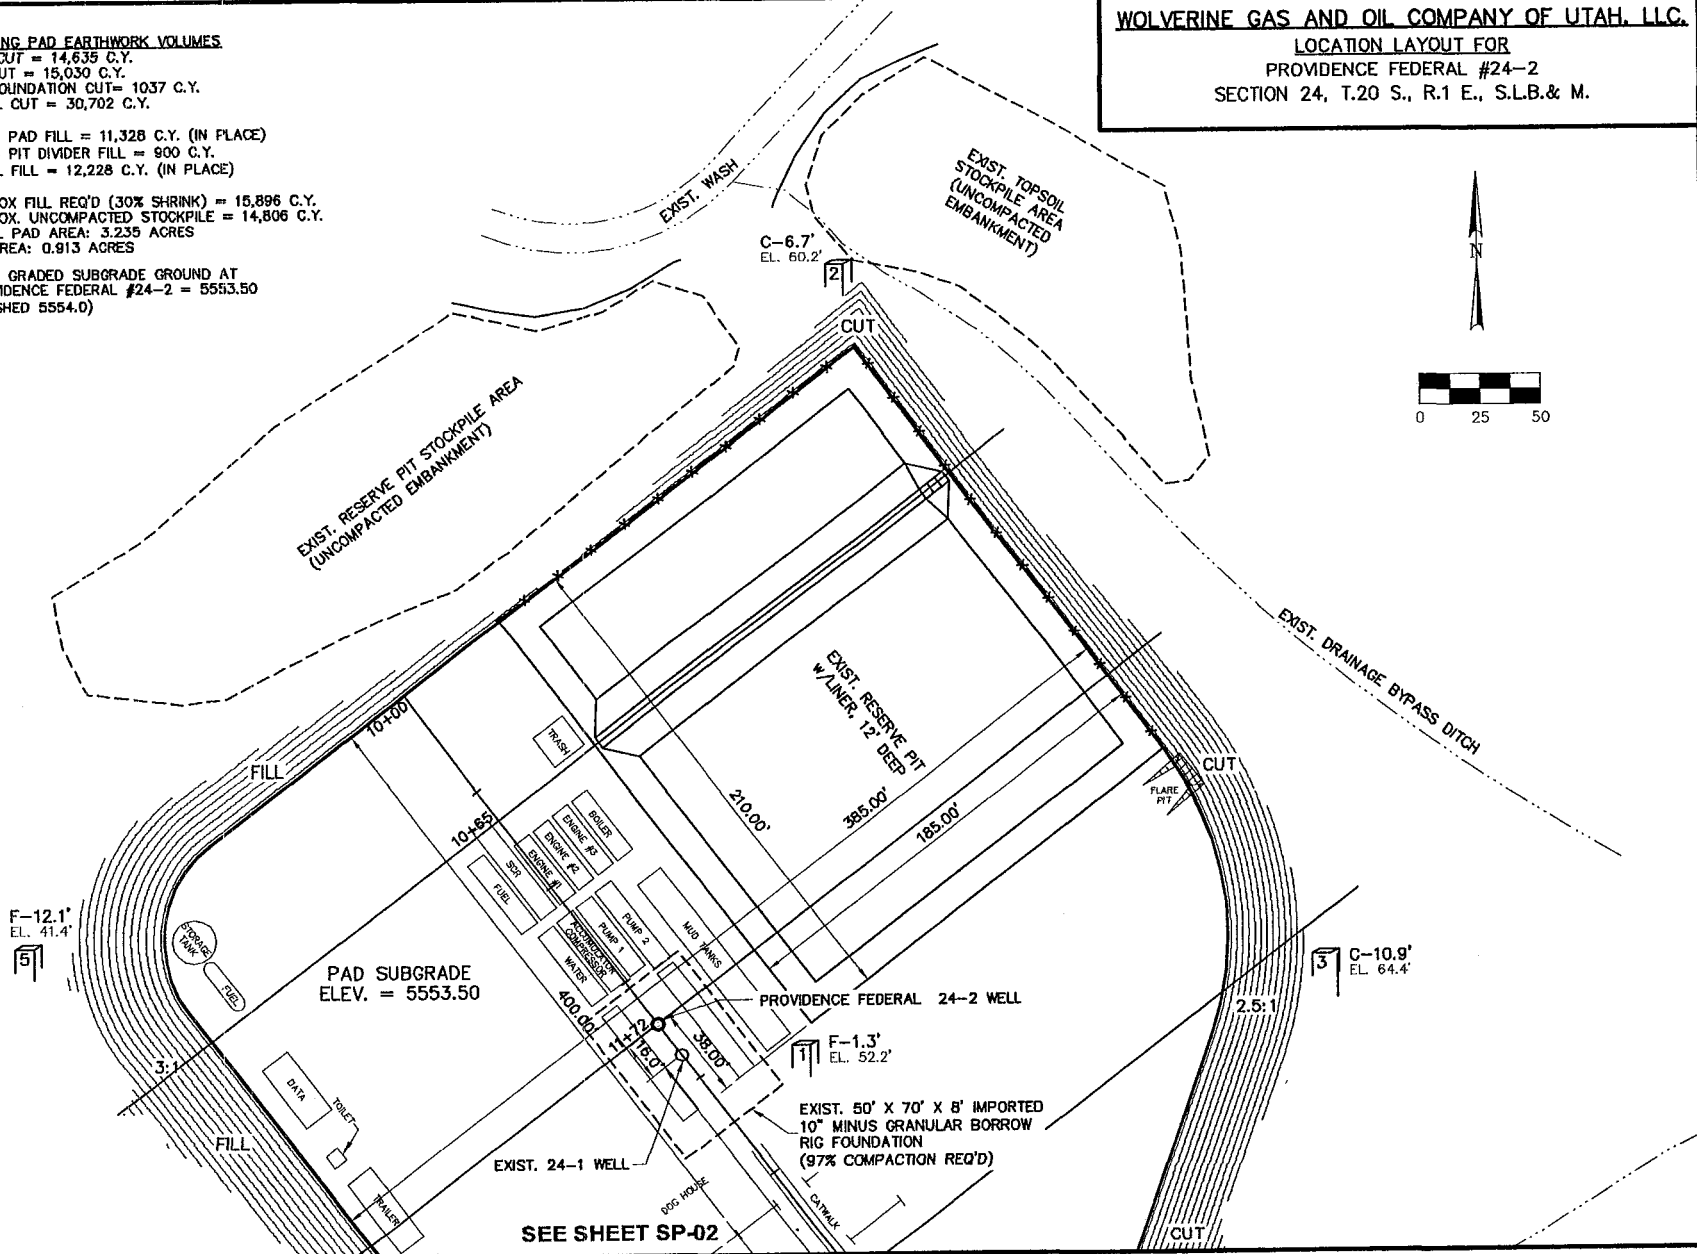 NG PAD EARTHWORK VOLUMES
CUT = 14,635 C.Y.
UT = 15,030 C.Y.
OUNDATION CUT= 1037 C.Y.
. CUT = 30,702 C.Y.
PAD FILL = 11,328 C.Y. (IN PLACE)
PIT DIVIDER FILL = 900 C.Y.
. FILL = 12,228 C.Y. (IN PLACE)
OX FILL REQ'D (30% SHRINK) = 15,896 C.Y.
OX. UNCOMPACTED STOCKPILE = 14,806 C.Y.
. PAD AREA: 3.235 ACRES
REA: 0.913 ACRES
GRADED SUBGRADE GROUND AT
IDENCE FEDERAL #24-2 = 5553.50
SHED 5554.0)
WOLVERINE GAS AND OIL COMPANY OF UTAH, LLC.
LOCATION LAYOUT FOR
PROVIDENCE FEDERAL #24-2
SECTION 24, T.20 S., R.1 E., S.L.B.& M.
N
0 25 50
EXIST. WASH
EXIST. TOPSOIL
STOCKPILE AREA
(UNCOMPACTED
EMBANKMENT)
C-6.7'
EL. 60.2'
2
CUT
EXIST. RESERVE PIT STOCKPILE AREA
(UNCOMPACTED EMBANKMENT)
EXIST. DRAINAGE BYPASS DITCH
EXIST. RESERVE PIT
W/LINER, 12' DEEP
210.00'
385.00'
185.00'
FLARE
PIT
CUT
10+00
FILL
TRASH
10+65
BOILER
ENGINE #3
ENGINE #2
ENGINE #1
SCR
FUEL
MUD TANKS
PUMP 2
PUMP 1
ACCUMULATOR
COMPRESSOR
WATER
F-12.1'
EL. 41.4'
5
STORAGE
TANK
FUEL
PAD SUBGRADE
ELEV. = 5553.50
400.00'
PROVIDENCE FEDERAL 24-2 WELL
11+72
16.0'
38.00'
1
F-1.3'
EL. 52.2'
3
C-10.9'
EL. 64.4'
2.5:1
3:1
DATA
TOILET
FILL
TRAILER
EXIST. 24-1 WELL
EXIST. 50' X 70' X 8' IMPORTED
10" MINUS GRANULAR BORROW
RIG FOUNDATION
(97% COMPACTION REQ'D)
DOG HOUSE
CATWALK
SEE SHEET SP-02
CUT